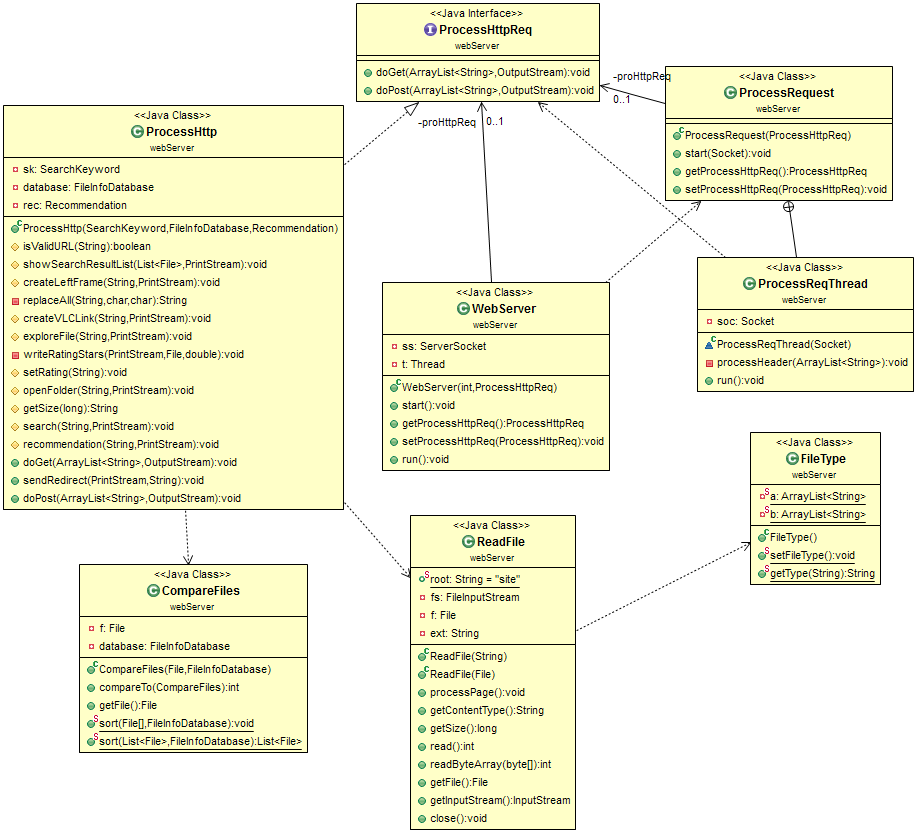 <<Java Interface>>
ProcessHttpReq
webServer
doGet(ArrayList<String>,OutputStream):void
doPost(ArrayList<String>,OutputStream):void
-proHttpReq
0..1
<<Java Class>>
ProcessRequest
webServer
ProcessRequest(ProcessHttpReq)
start(Socket):void
getProcessHttpReq():ProcessHttpReq
setProcessHttpReq(ProcessHttpReq):void
<<Java Class>>
ProcessHttp
webServer
sk: SearchKeyword
database: FileInfoDatabase
rec: Recommendation
ProcessHttp(SearchKeyword,FileInfoDatabase,Recommendation)
isValidURL(String):boolean
showSearchResultList(List<File>,PrintStream):void
createLeftFrame(String,PrintStream):void
replaceAll(String,char,char):String
createVLCLink(String,PrintStream):void
exploreFile(String,PrintStream):void
writeRatingStars(PrintStream,File,double):void
setRating(String):void
openFolder(String,PrintStream):void
getSize(long):String
search(String,PrintStream):void
recommendation(String,PrintStream):void
doGet(ArrayList<String>,OutputStream):void
sendRedirect(PrintStream,String):void
doPost(ArrayList<String>,OutputStream):void
-proHttpReq
0..1
<<Java Class>>
WebServer
webServer
ss: ServerSocket
t: Thread
WebServer(int,ProcessHttpReq)
start():void
getProcessHttpReq():ProcessHttpReq
setProcessHttpReq(ProcessHttpReq):void
run():void
<<Java Class>>
ProcessReqThread
webServer
soc: Socket
ProcessReqThread(Socket)
processHeader(ArrayList<String>):void
run():void
<<Java Class>>
FileType
webServer
a: ArrayList<String>
b: ArrayList<String>
FileType()
setFileType():void
getType(String):String
<<Java Class>>
ReadFile
webServer
root: String = "site"
fs: FileInputStream
f: File
ext: String
ReadFile(String)
ReadFile(File)
processPage():void
getContentType():String
getSize():long
read():int
readByteArray(byte[]):int
getFile():File
getInputStream():InputStream
close():void
<<Java Class>>
CompareFiles
webServer
f: File
database: FileInfoDatabase
CompareFiles(File,FileInfoDatabase)
compareTo(CompareFiles):int
getFile():File
sort(File[],FileInfoDatabase):void
sort(List<File>,FileInfoDatabase):List<File>